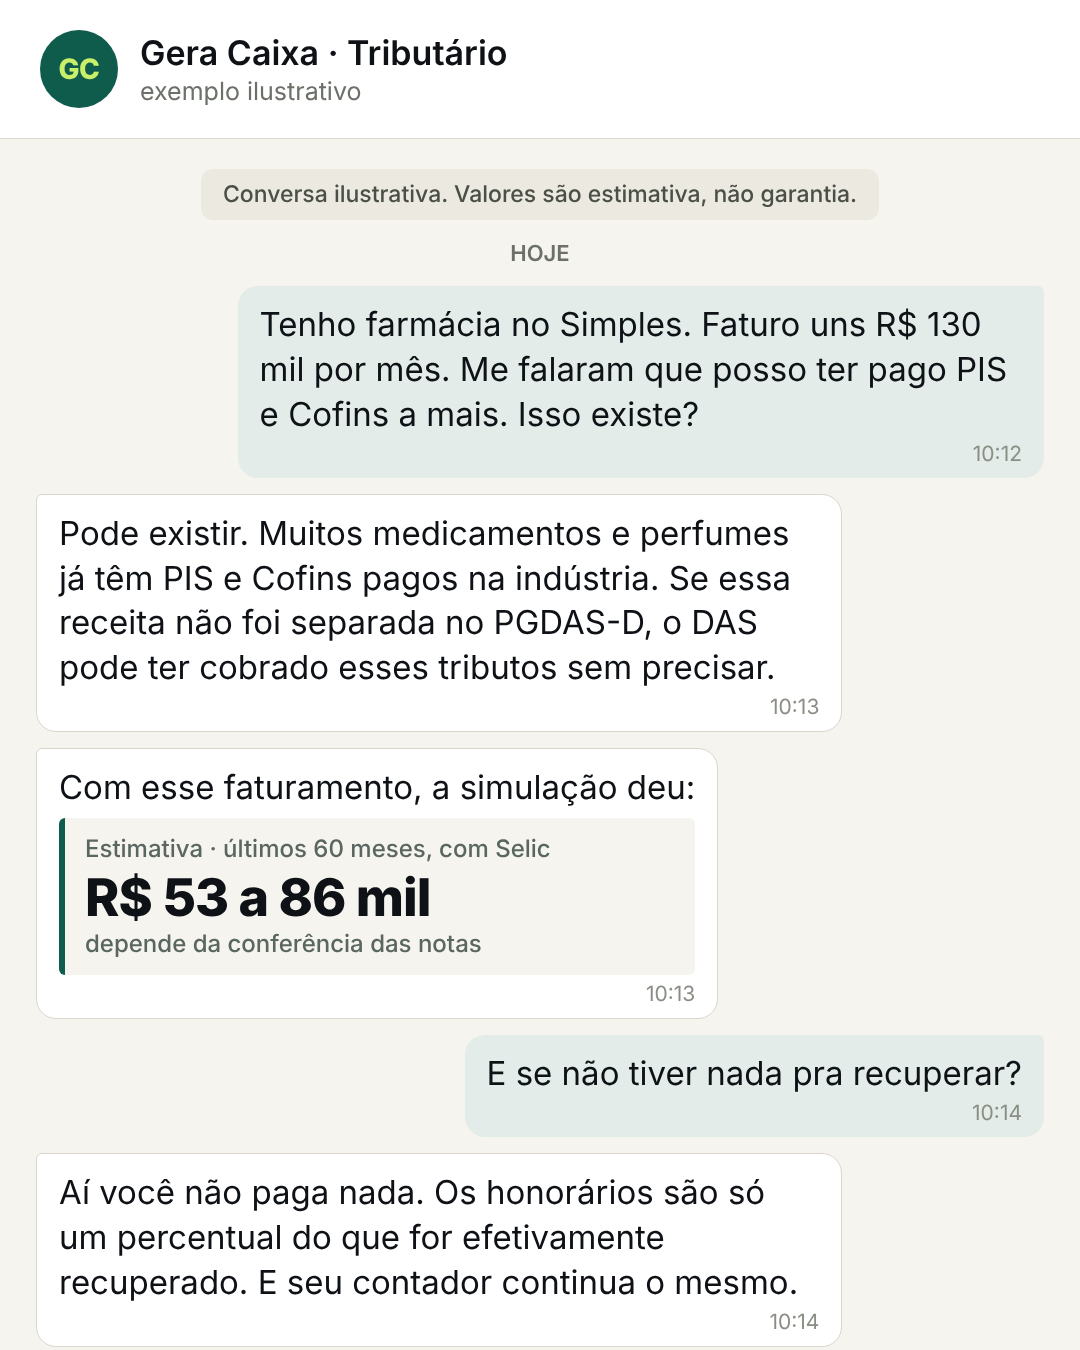 GC
Gera Caixa · Tributário
exemplo ilustrativo
Conversa ilustrativa. Valores são estimativa, não garantia.
HOJE
Tenho farmácia no Simples. Faturo uns R$ 130
mil por mês. Me falaram que posso ter pago PIS
e Cofins a mais. Isso existe?
10:12
Pode existir. Muitos medicamentos e perfumes
já têm PIS e Cofins pagos na indústria. Se essa
receita não foi separada no PGDAS-D, o DAS
pode ter cobrado esses tributos sem precisar.
10:13
Com esse faturamento, a simulação deu:
Estimativa · últimos 60 meses, com Selic
R$ 53 a 86 mil
depende da conferência das notas
10:13
E se não tiver nada pra recuperar?
10:14
Aí você não paga nada. Os honorários são só
um percentual do que for efetivamente
recuperado. E seu contador continua o mesmo.
10:14